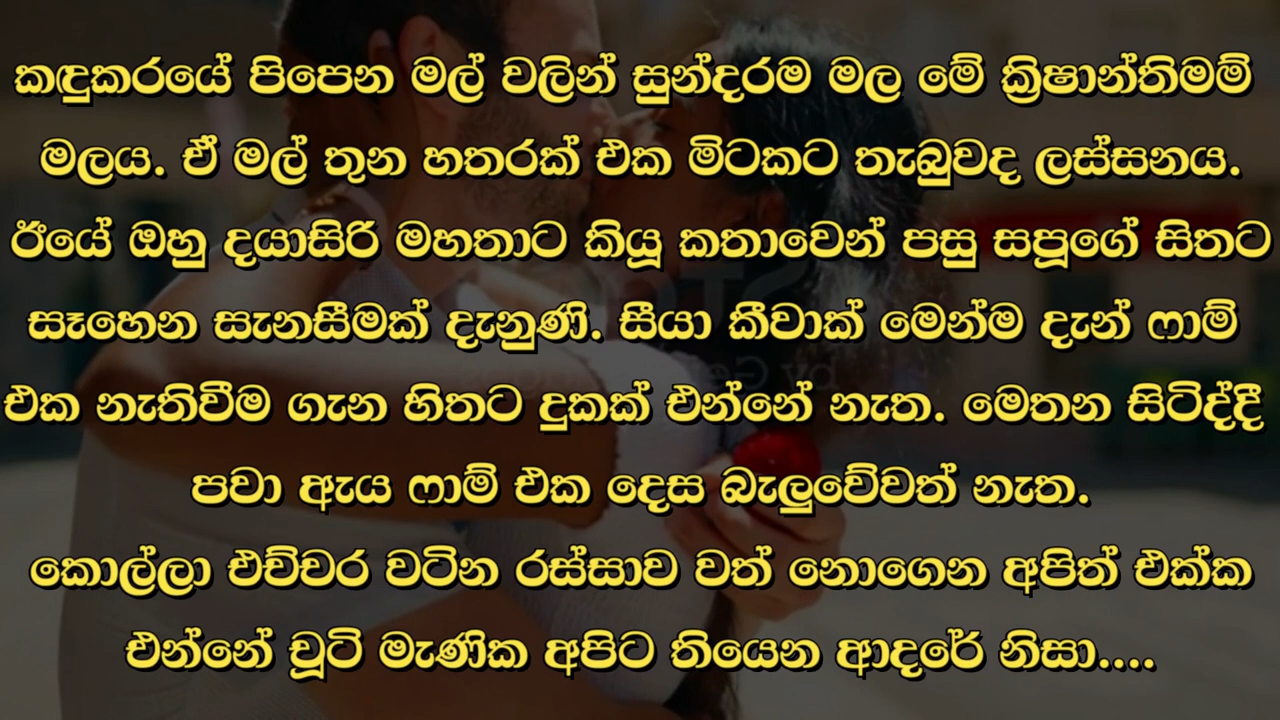 කඳුකරයේ පිපෙන මල් වලින් සුන්දරම මල මේ ක්‍රිෂාන්තිමම්
මලය. ඒ මල් තුන හතරක් එක මිටකට තැබුවද ලස්සනය.
ඊයේ ඔහු දයාසිරි මහතාට කියූ කතාවෙන් පසු සපූගේ සිතට
සෑහෙන සැනසීමක් දැනුණි. සීයා කීවාක් මෙන්ම දැන් ෆාම්
එක නැතිවීම ගැන හිතට දුකක් එන්නේ නැත. මෙතන සිටිද්දී
පවා ඇය ෆාම් එක දෙස බැලුවේවත් නැත.
කොල්ලා එච්චර වටින රස්සාව වත් නොගෙන අපිත් එක්ක
එන්නේ චූටි මැණික අපිට තියෙන ආදරේ නිසා....